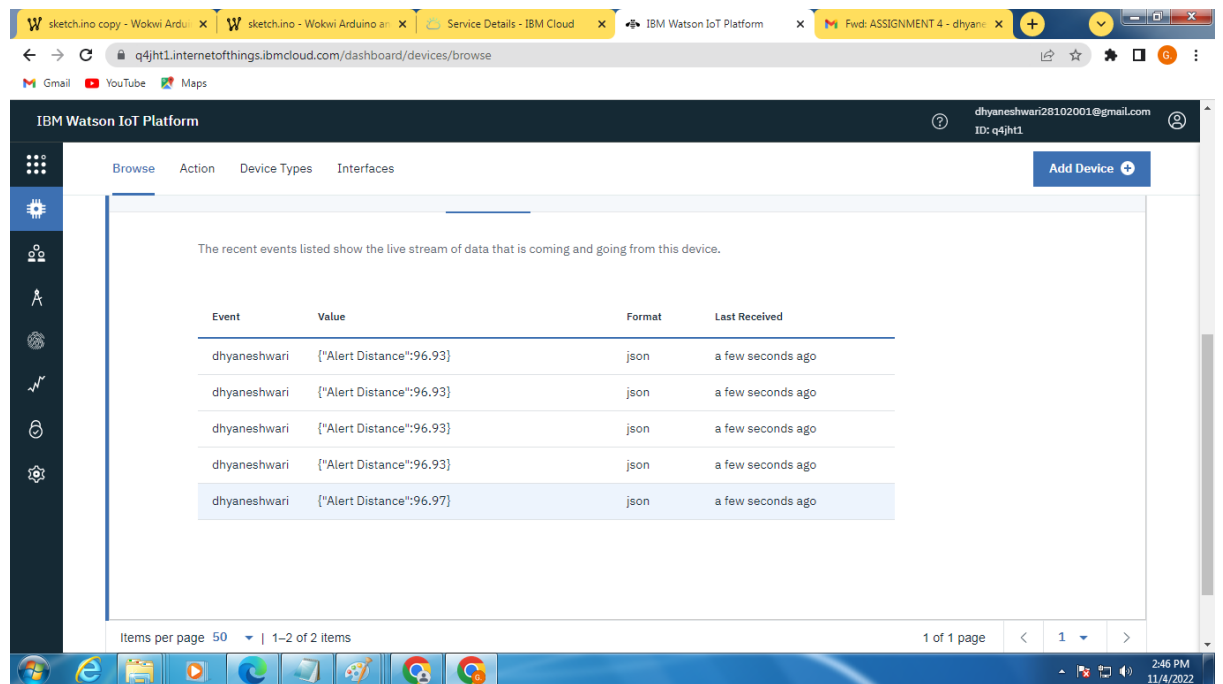 sketch.ino copy - Wokwi Ardui
sketch.ino - Wokwi Arduino an
Service Details - IBM Cloud
IBM Watson IoT Platform
Fwd: ASSIGNMENT 4 - dhyane
q4jht1.internetofthings.ibmcloud.com/dashboard/devices/browse
G.
Gmail YouTube Maps
IBM Watson IoT Platform
dhyaneshwari28102001@gmail.com
ID: q4jht1
Browse Action Device Types Interfaces
Add Device
The recent events listed show the live stream of data that is coming and going from this device.
Event Value Format Last Received
dhyaneshwari {"Alert Distance":96.93} json a few seconds ago
dhyaneshwari {"Alert Distance":96.93} json a few seconds ago
dhyaneshwari {"Alert Distance":96.93} json a few seconds ago
dhyaneshwari {"Alert Distance":96.93} json a few seconds ago
dhyaneshwari {"Alert Distance":96.97} json a few seconds ago
Items per page 50 | 1–2 of 2 items
1 of 1 page < 1 >
2:46 PM
11/4/2022